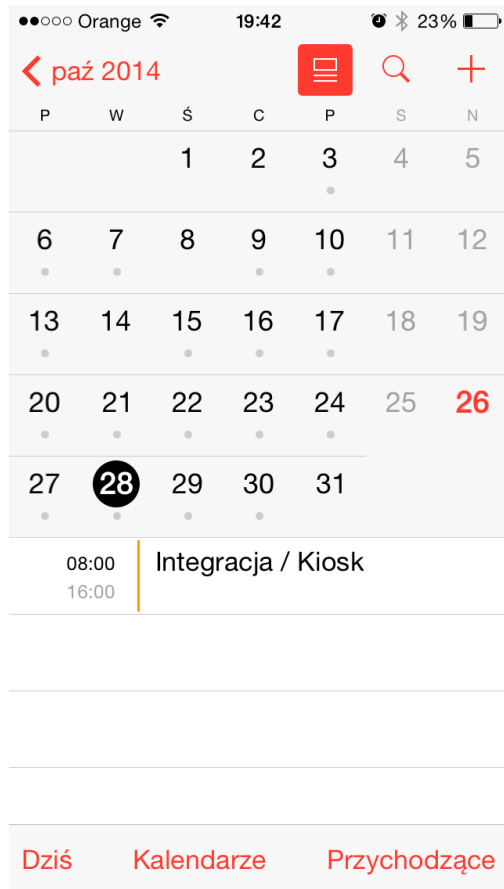 Orange 19:42 23%
paź 2014
P W Ś C P S N
1 2 3 4 5
6 7 8 9 10 11 12
13 14 15 16 17 18 19
20 21 22 23 24 25 26
27 28 29 30 31
08:00 Integracja / Kiosk
16:00
Dziś Kalendarze Przychodzące